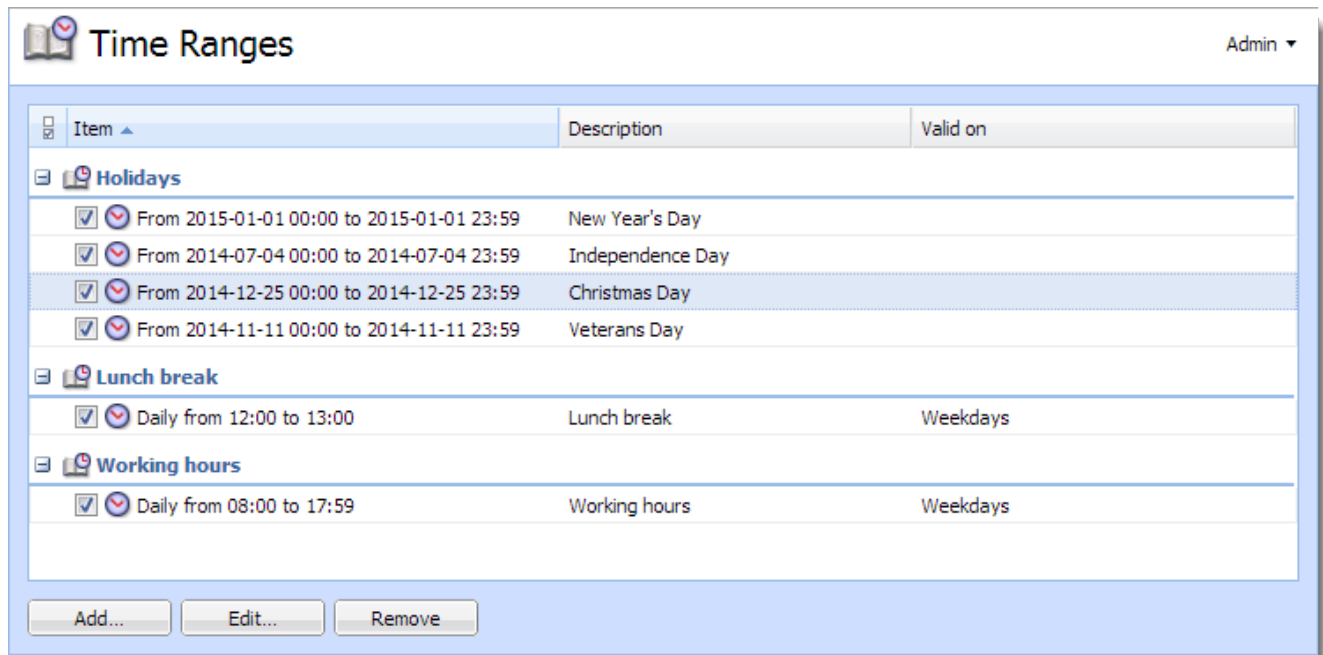 Time Ranges
Admin
Item Description Valid on
Holidays
From 2015-01-01 00:00 to 2015-01-01 23:59 New Year's Day
From 2014-07-04 00:00 to 2014-07-04 23:59 Independence Day
From 2014-12-25 00:00 to 2014-12-25 23:59 Christmas Day
From 2014-11-11 00:00 to 2014-11-11 23:59 Veterans Day
Lunch break
Daily from 12:00 to 13:00 Lunch break Weekdays
Working hours
Daily from 08:00 to 17:59 Working hours Weekdays
Add... Edit... Remove